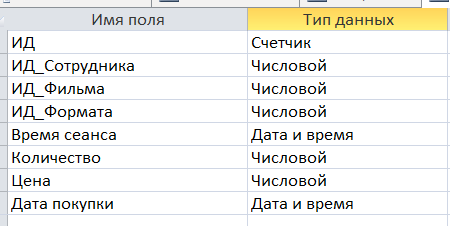 Имя поля Тип данных
ИД Счетчик
ИД_Сотрудника Числовой
ИД_Фильма Числовой
ИД_Формата Числовой
Время сеанса Дата и время
Количество Числовой
Цена Числовой
Дата покупки Дата и время